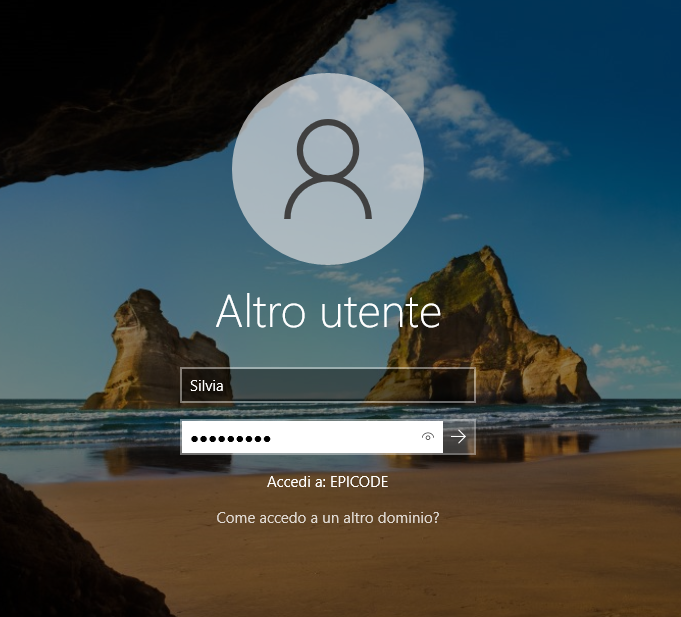 Altro utente
Silvia
●●●●●●●●●
Accedi a: EPICODE
Come accedo a un altro dominio?